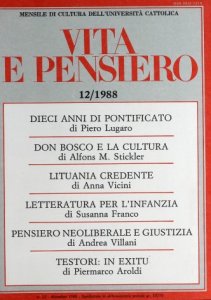 MENSILE DI CULTURA DELL'UNIVERSITÀ CATTOLICA
VITA
E PENSIERO
12/1988
DIECI ANNI DI PONTIFICATO
di Piero Lugaro
DON BOSCO E LA CULTURA
di Alfons M. Stickler
LITUANIA CREDENTE
di Anna Vicini
LETTERATURA PER L'INFANZIA
di Susanna Franco
PENSIERO NEOLIBERALE E GIUSTIZIA
di Andrea Villani
TESTORI: IN EXITU
di Piermarco Aroldi